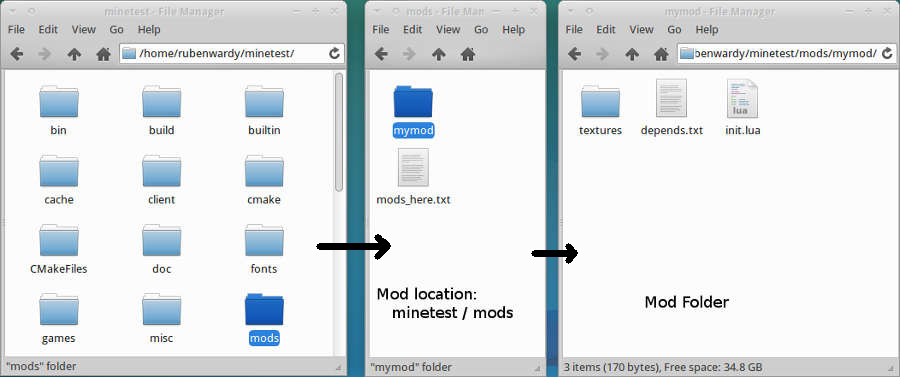 minetest - File Manager
File Edit View Go Help
/home/rubenwardy/minetest/
bin build builtin
cache client cmake
CMakeFiles doc fonts
games misc mods
"mods" folder
mods - File Man
File Edit View Go Help
mymod
mods_here.txt
Mod location:
minetest / mods
"mymod" folder
mymod - File Manager
File Edit View Go Help
benwardy/minetest/mods/mymod/
lua
textures depends.txt init.lua
Mod Folder
3 items (170 bytes), Free space: 34.8 GB